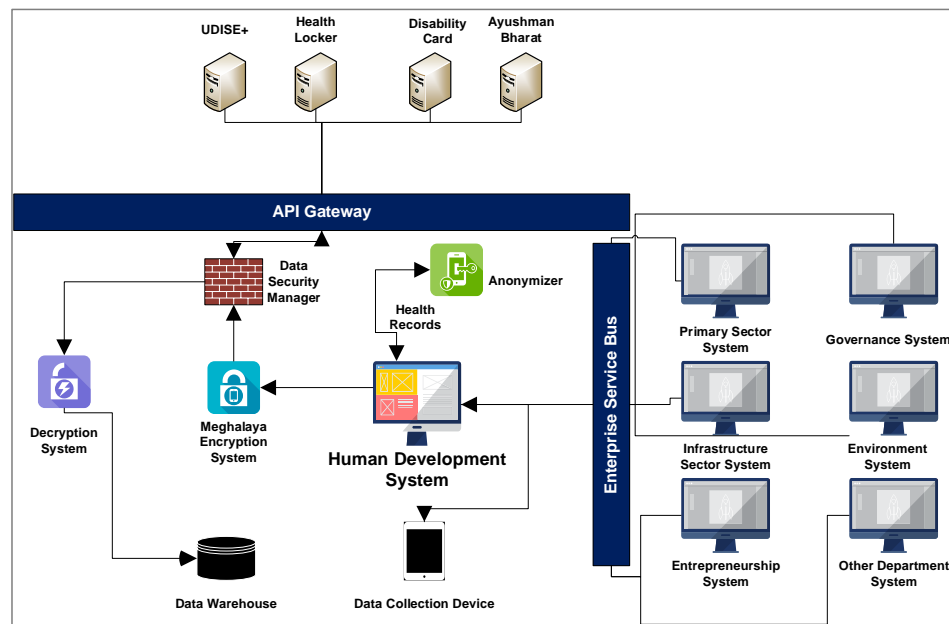 UDISE+
Health
Locker
Disability
Card
Ayushman
Bharat
API Gateway
Data
Security
Manager
Anonymizer
Health
Records
Enterprise Service Bus
Primary Sector
System
Governance System
Decryption
System
Meghalaya
Encryption
System
Human Development
System
Infrastructure
Sector System
Environment
System
Data Warehouse
Data Collection Device
Entrepreneurship
System
Other Department
System